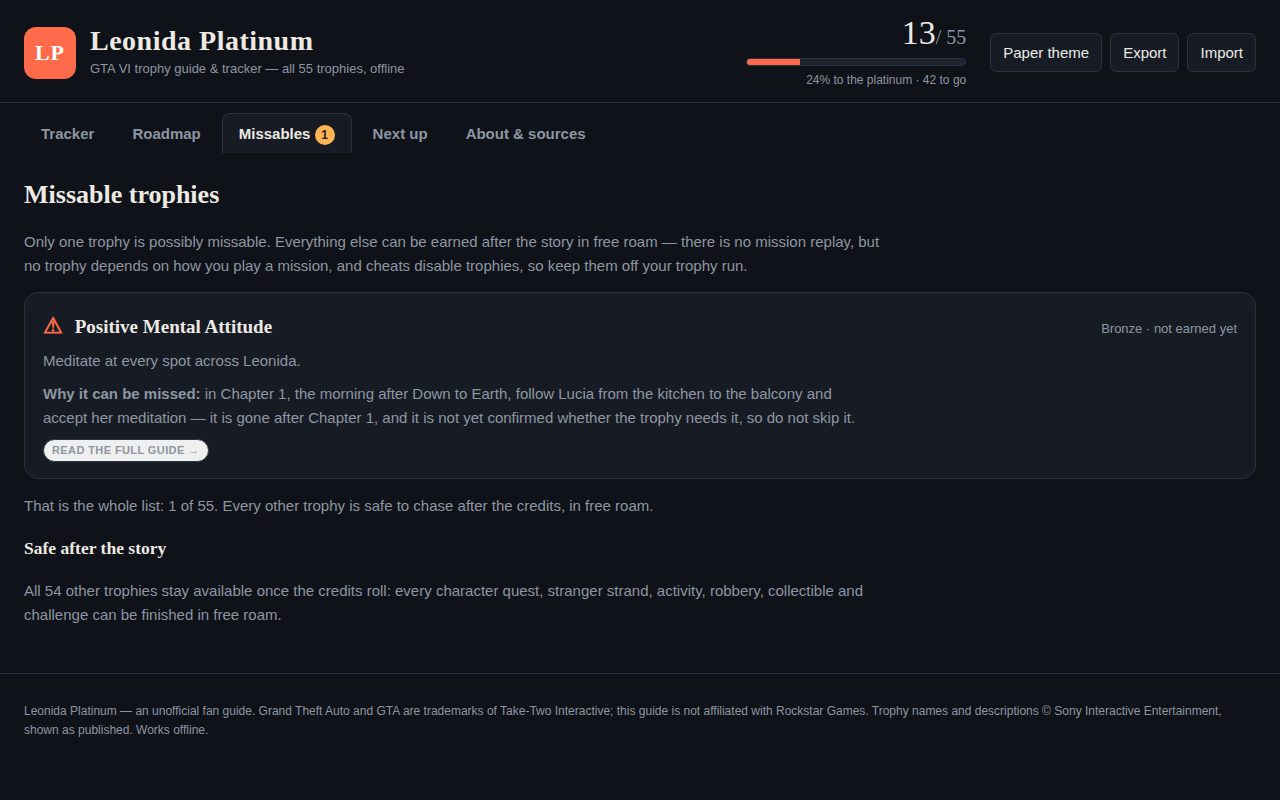 LP
Leonida Platinum
GTA VI trophy guide & tracker — all 55 trophies, offline
13 / 55
24% to the platinum · 42 to go
Paper theme
Export
Import
Tracker
Roadmap
Missables 1
Next up
About & sources
Missable trophies
Only one trophy is possibly missable. Everything else can be earned after the story in free roam — there is no mission replay, but
no trophy depends on how you play a mission, and cheats disable trophies, so keep them off your trophy run.
⚠ Positive Mental Attitude
Bronze · not earned yet
Meditate at every spot across Leonida.
Why it can be missed: in Chapter 1, the morning after Down to Earth, follow Lucia from the kitchen to the balcony and
accept her meditation — it is gone after Chapter 1, and it is not yet confirmed whether the trophy needs it, so do not skip it.
READ THE FULL GUIDE →
That is the whole list: 1 of 55. Every other trophy is safe to chase after the credits, in free roam.
Safe after the story
All 54 other trophies stay available once the credits roll: every character quest, stranger strand, activity, robbery, collectible and
challenge can be finished in free roam.
Leonida Platinum — an unofficial fan guide. Grand Theft Auto and GTA are trademarks of Take-Two Interactive; this guide is not affiliated with Rockstar Games. Trophy names and descriptions © Sony Interactive Entertainment,
shown as published. Works offline.